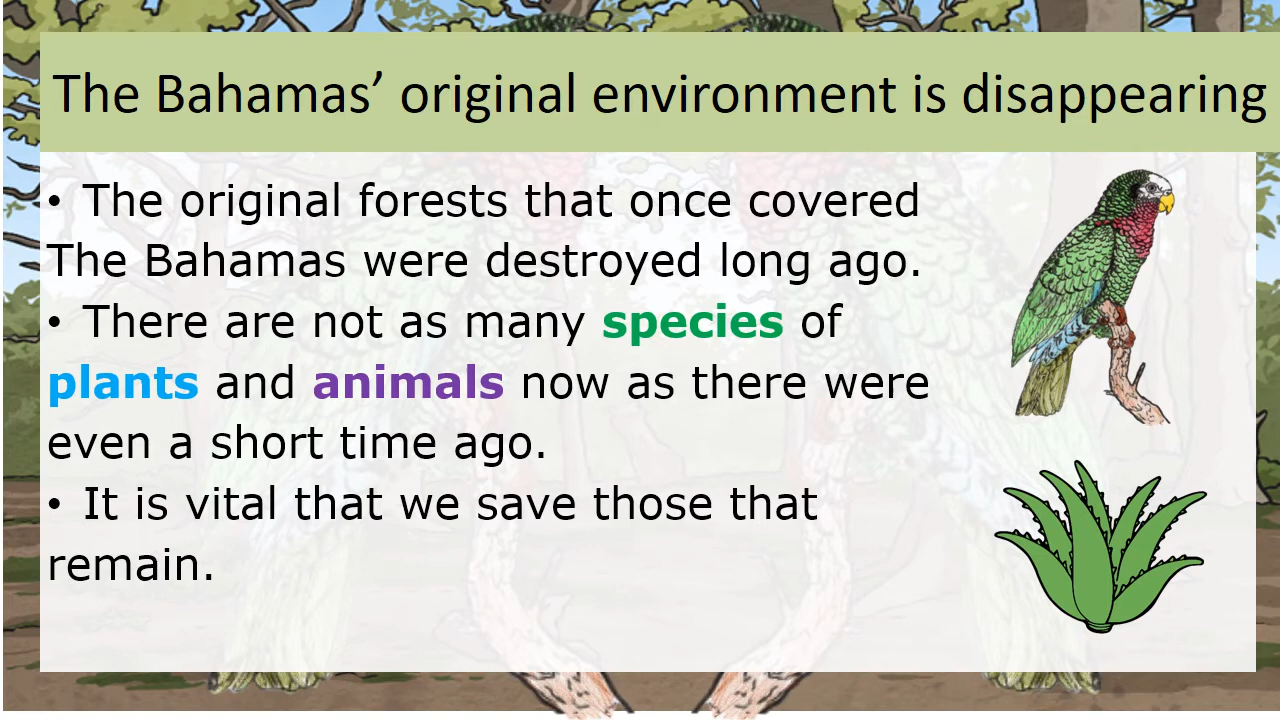 The Bahamas’ original environment is disappearing
• The original forests that once covered
The Bahamas were destroyed long ago.
• There are not as many species of
plants and animals now as there were
even a short time ago.
• It is vital that we save those that
remain.